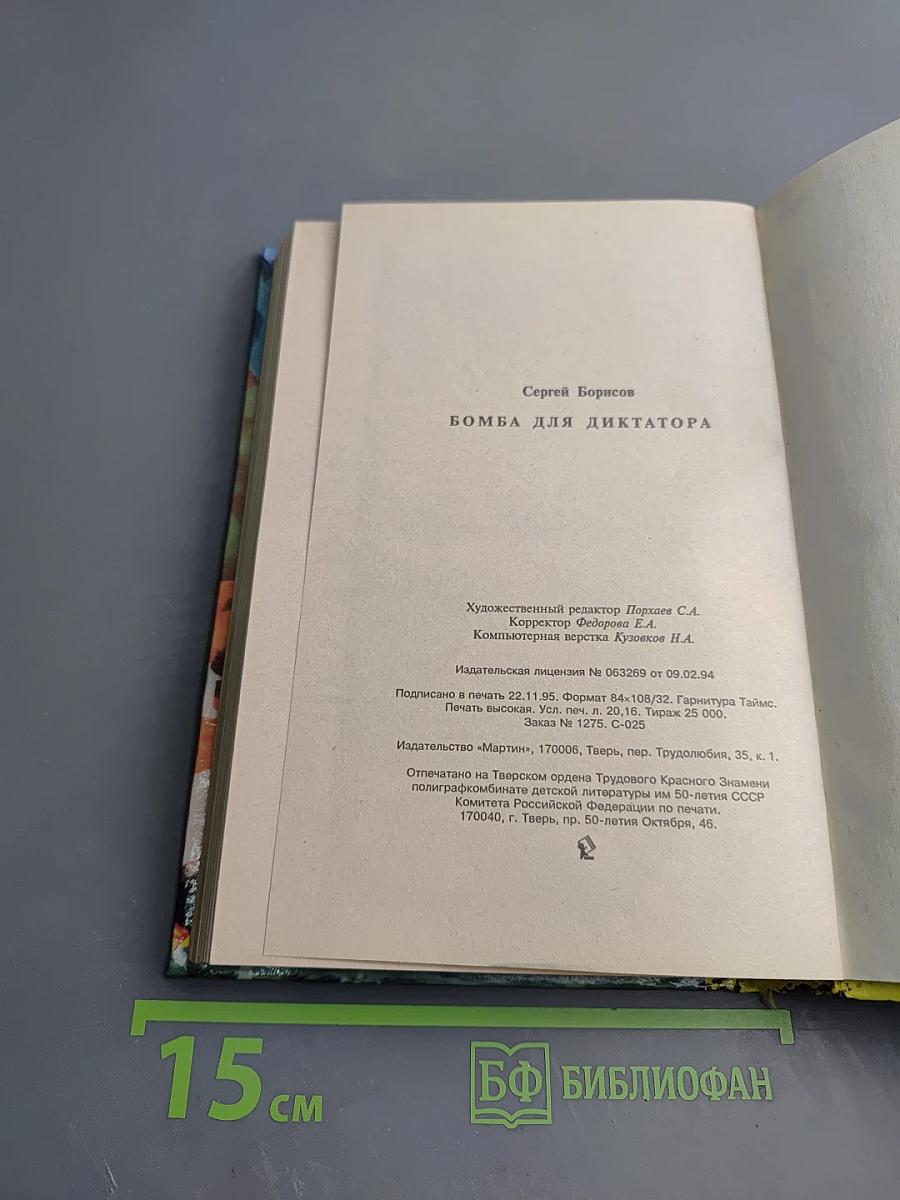 Сергей Борисов
БОМБА ДЛЯ ДИКТАТОРА
Художественный редактор Порхаев С.А.
Корректор Федорова Е.А.
Компьютерная верстка Кузовков Н.А.
Издательская лицензия № 063269 от 09.02.94
Подписано в печать 22.11.95. Формат 84×108/32. Гарнитура Таймс.
Печать высокая. Усл. печ. л. 20,16. Тираж 25 000.
Заказ № 1275. С-025
Издательство «Мартин», 170006, Тверь, пер. Трудолюбия, 35, к. 1.
Отпечатано на Тверском ордена Трудового Красного Знамени
полиграфкомбинате детской литературы им 50-летия СССР
Комитета Российской Федерации по печати.
170040, г. Тверь, пр. 50-летия Октября, 46.
15 см
БФ БИБЛИОФАН